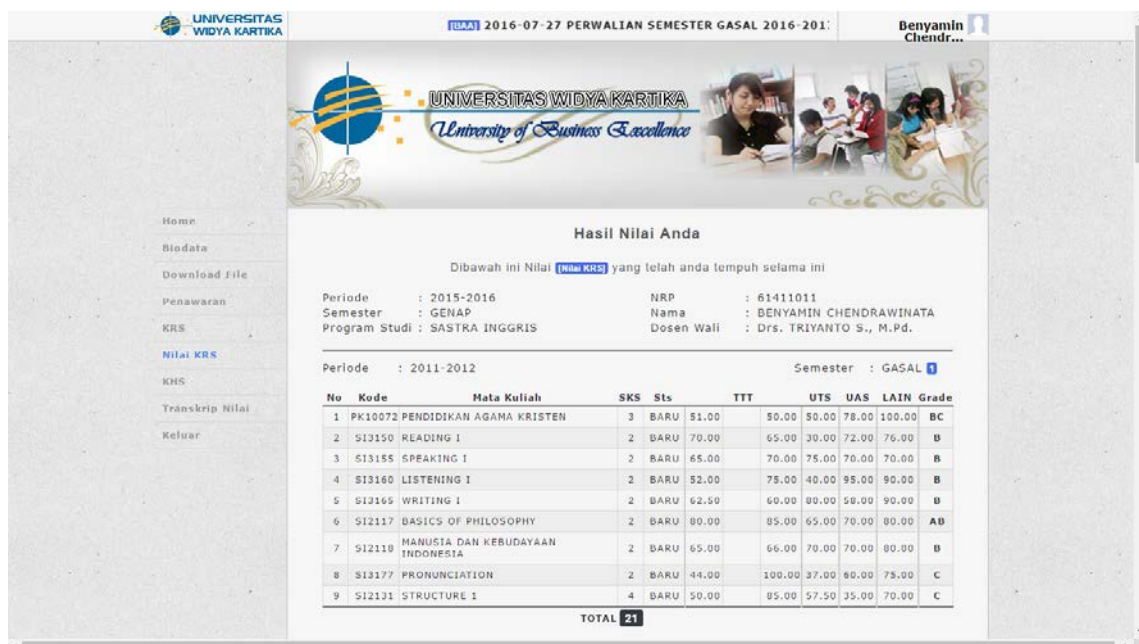 UNIVERSITAS
WIDYA KARTIKA
[BAA] 2016-07-27 PERWALIAN SEMESTER GASAL 2016-201
Benyamin
Chendr...
UNIVERSITAS WIDYA KARTIKA
University of Business Excellence
Home
Biodata
Download File
Penawaran
KRS
Nilai KRS
KHS
Transkrip Nilai
Keluar
Hasil Nilai Anda
Dibawah ini Nilai [Nilai KRS] yang telah anda tempuh selama ini
Periode : 2015-2016 NRP : 61411011
Semester : GENAP Nama : BENYAMIN CHENDRAWINATA
Program Studi : SASTRA INGGRIS Dosen Wali : Drs. TRIYANTO S., M.Pd.
Periode : 2011-2012 Semester : GASAL 1
No Kode Mata Kuliah SKS Sts TTT UTS UAS LAIN Grade
1 PK10072 PENDIDIKAN AGAMA KRISTEN 3 BARU 51.00 50.00 50.00 78.00 100.00 BC
2 SI3150 READING I 2 BARU 70.00 65.00 30.00 72.00 76.00 B
3 SI3155 SPEAKING I 2 BARU 65.00 70.00 75.00 70.00 70.00 B
4 SI3160 LISTENING I 2 BARU 52.00 75.00 40.00 95.00 90.00 B
5 SI3165 WRITING I 2 BARU 62.50 60.00 80.00 58.00 90.00 B
6 SI2117 BASICS OF PHILOSOPHY 2 BARU 80.00 85.00 65.00 70.00 80.00 AB
7 SI2118 MANUSIA DAN KEBUDAYAAN INDONESIA 2 BARU 65.00 66.00 70.00 70.00 80.00 B
8 SI3177 PRONUNCIATION 2 BARU 44.00 100.00 37.00 60.00 75.00 C
9 SI2131 STRUCTURE 1 4 BARU 50.00 85.00 57.50 35.00 70.00 C
TOTAL 21